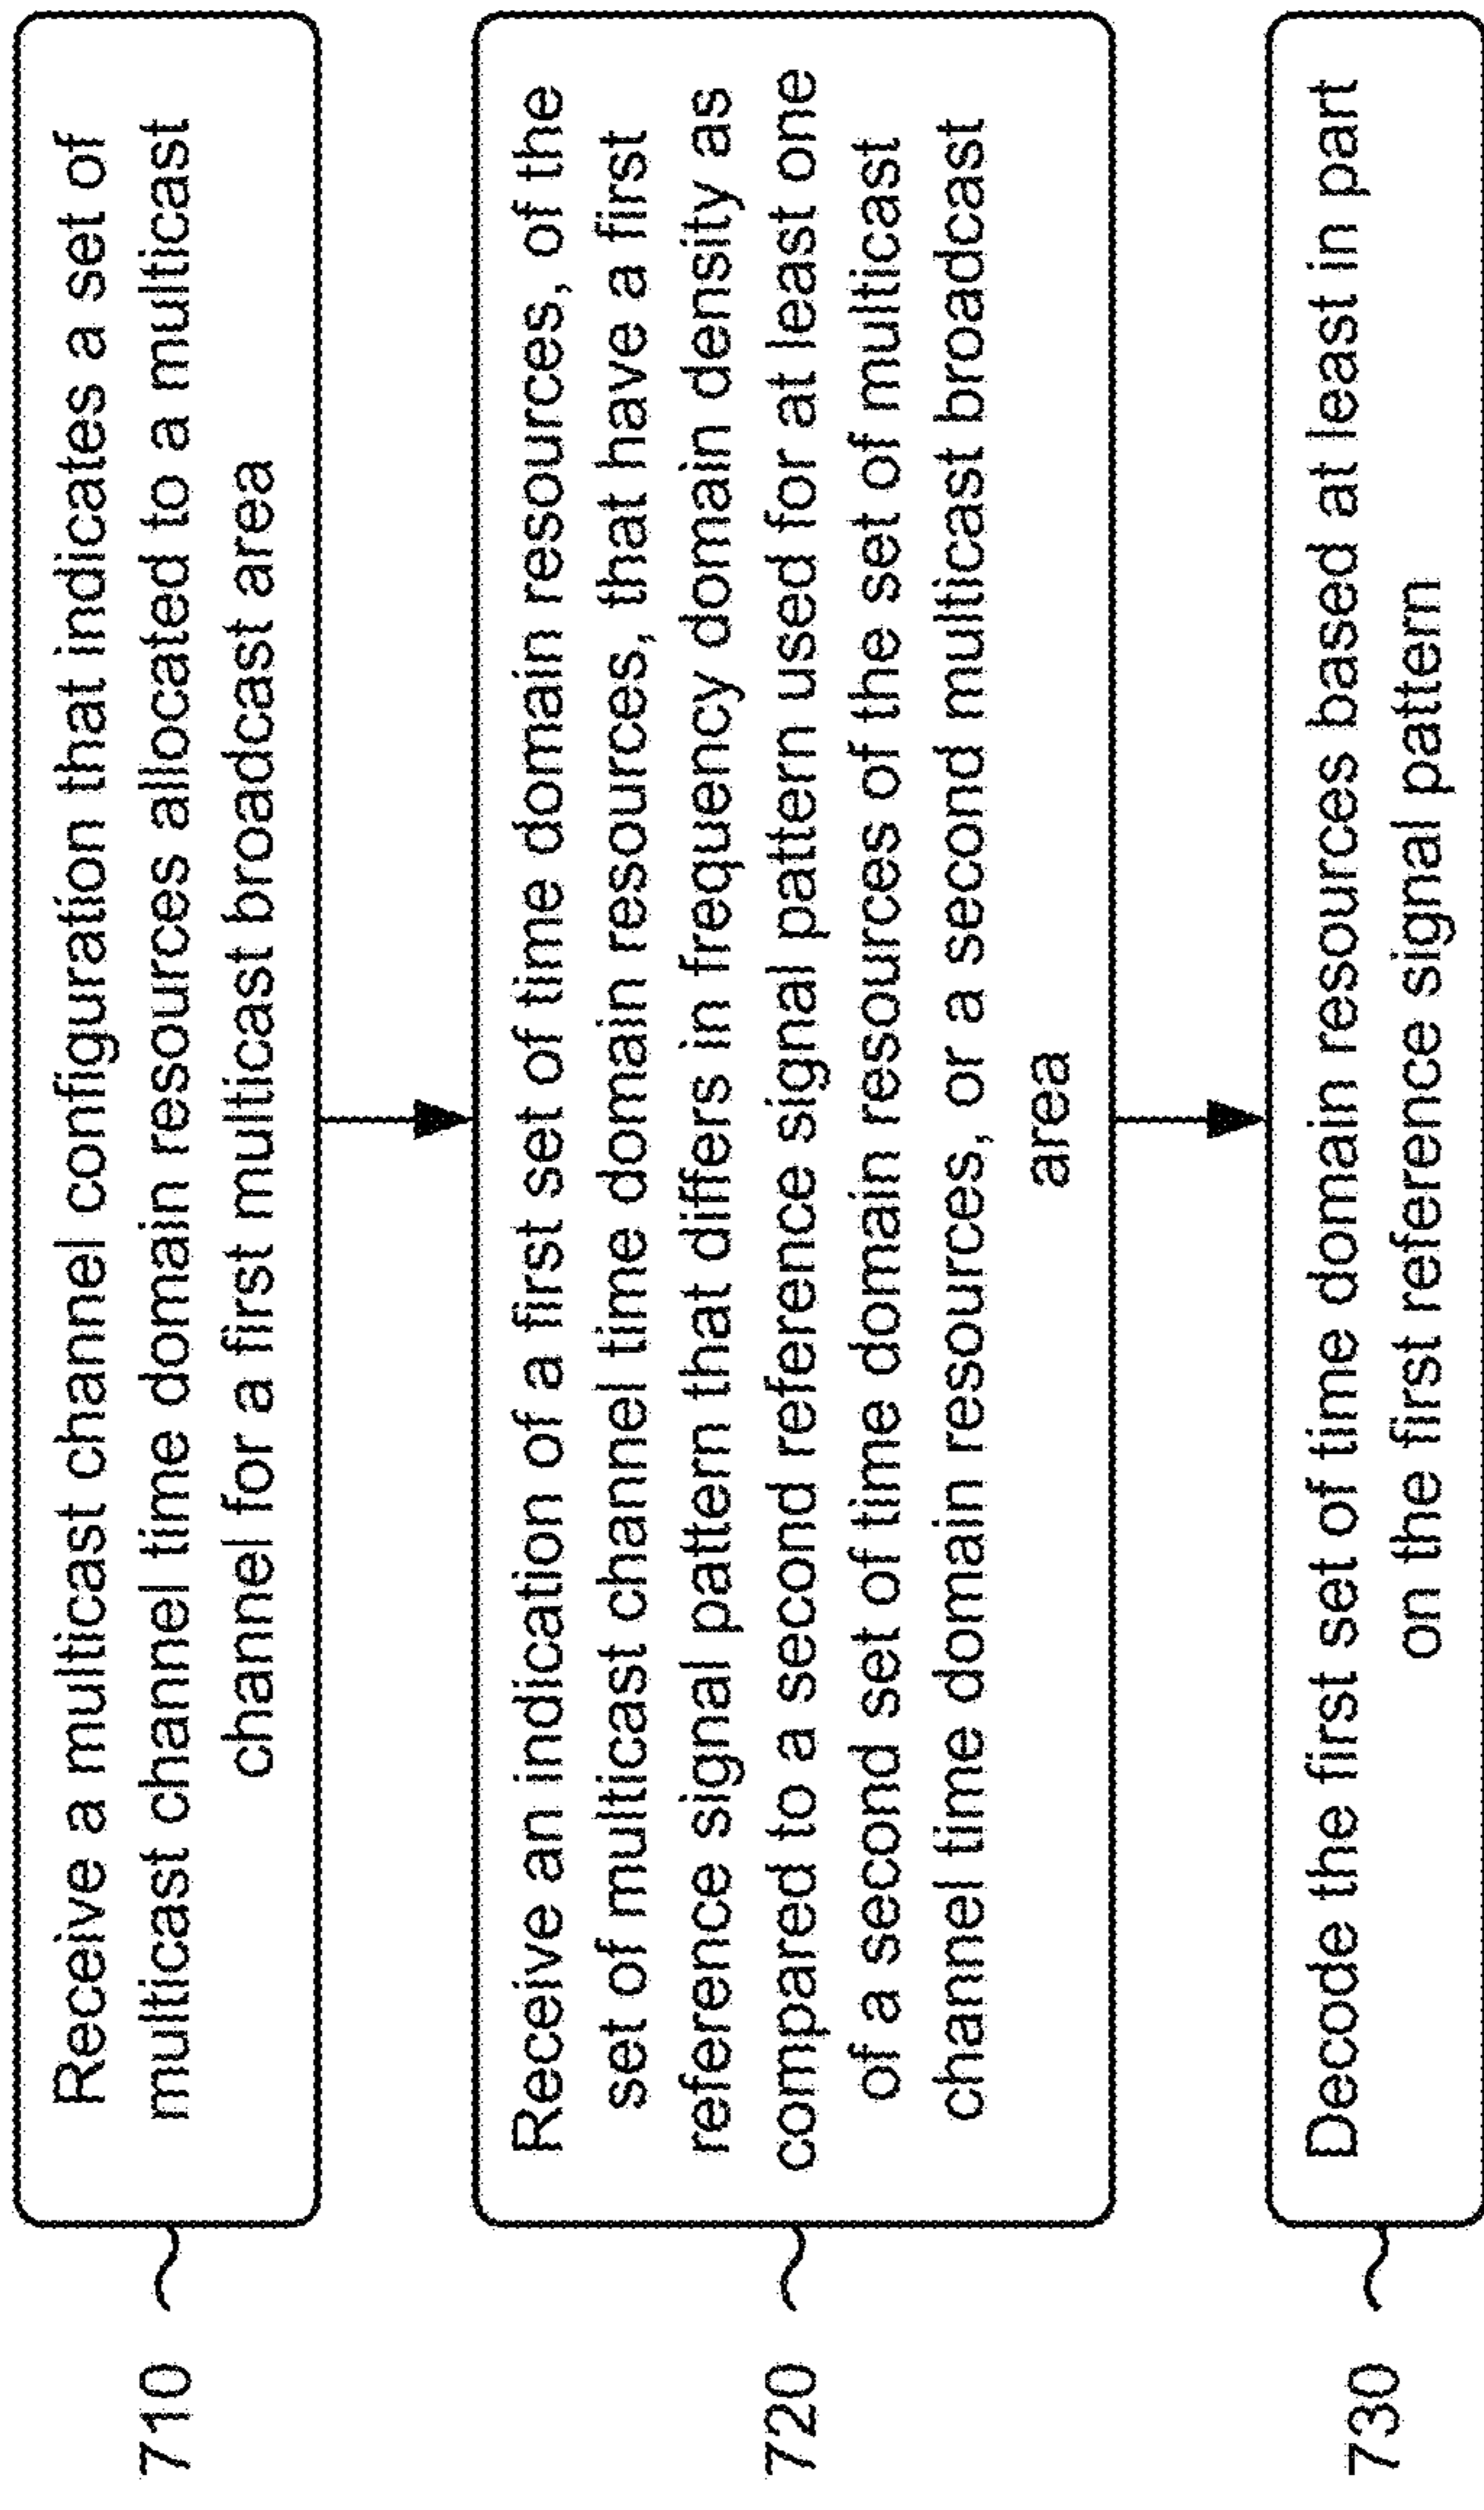 710
Receive a multicast channel configuration that indicates a set of
multicast channel time domain resources allocated to a multicast
channel for a first multicast broadcast area
720
Receive an indication of a first set of time domain resources, of the
set of multicast channel time domain resources, that have a first
reference signal pattern that differs in frequency domain density as
compared to a second reference signal pattern used for at least one
of a second set of time domain resources of the set of multicast
channel time domain resources, or a second multicast broadcast
area
730
Decode the first set of time domain resources based at least in part
on the first reference signal pattern